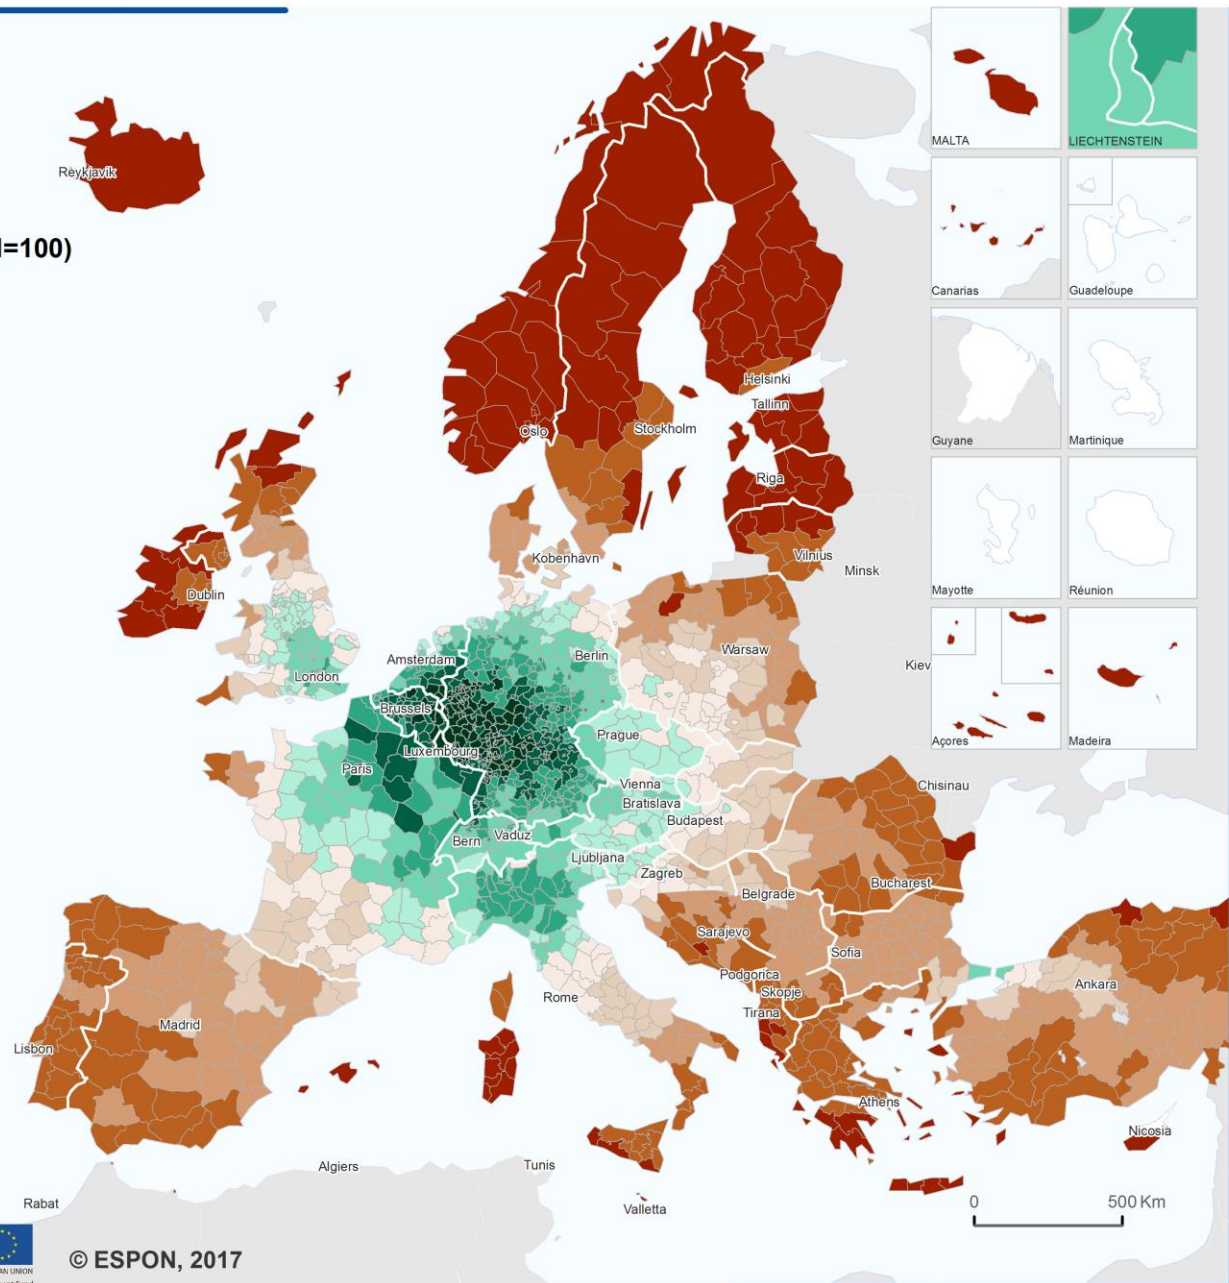 MALTA
LIECHTENSTEIN
Reykjavik
=100)
Canarias
Guadeloupe
Helsinki
Tallinn
Oslo
Stockholm
Guyane
Martinique
Riga
Kobenhavn
Vilnius
Minsk
Dublin
Mayotte
Réunion
Amsterdam
Berlin
Warsaw
Kiev
London
Brussels
Prague
Açores
Madeira
Luxembourg
Paris
Vienna
Chisinau
Bratislava
Budapest
Bern
Vaduz
Ljubljana
Zagreb
Belgrade
Bucharest
Sarajevo
Sofia
Podgorica
Skopje
Ankara
Rome
Tirana
Madrid
Lisbon
Athens
Nicosia
Algiers
Tunis
Rabat
Valletta
0 500 Km
AN UNION
© ESPON, 2017